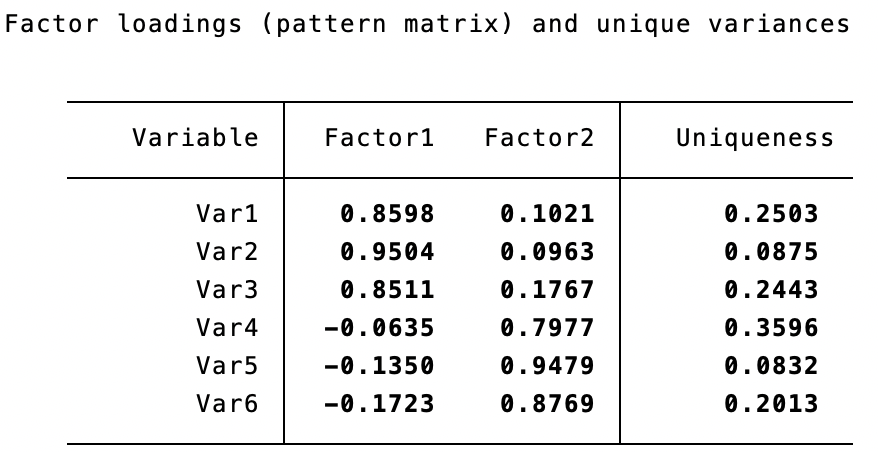 Factor loadings (pattern matrix) and unique variances
Variable Factor1 Factor2 Uniqueness
Var1 0.8598 0.1021 0.2503
Var2 0.9504 0.0963 0.0875
Var3 0.8511 0.1767 0.2443
Var4 -0.0635 0.7977 0.3596
Var5 -0.1350 0.9479 0.0832
Var6 -0.1723 0.8769 0.2013